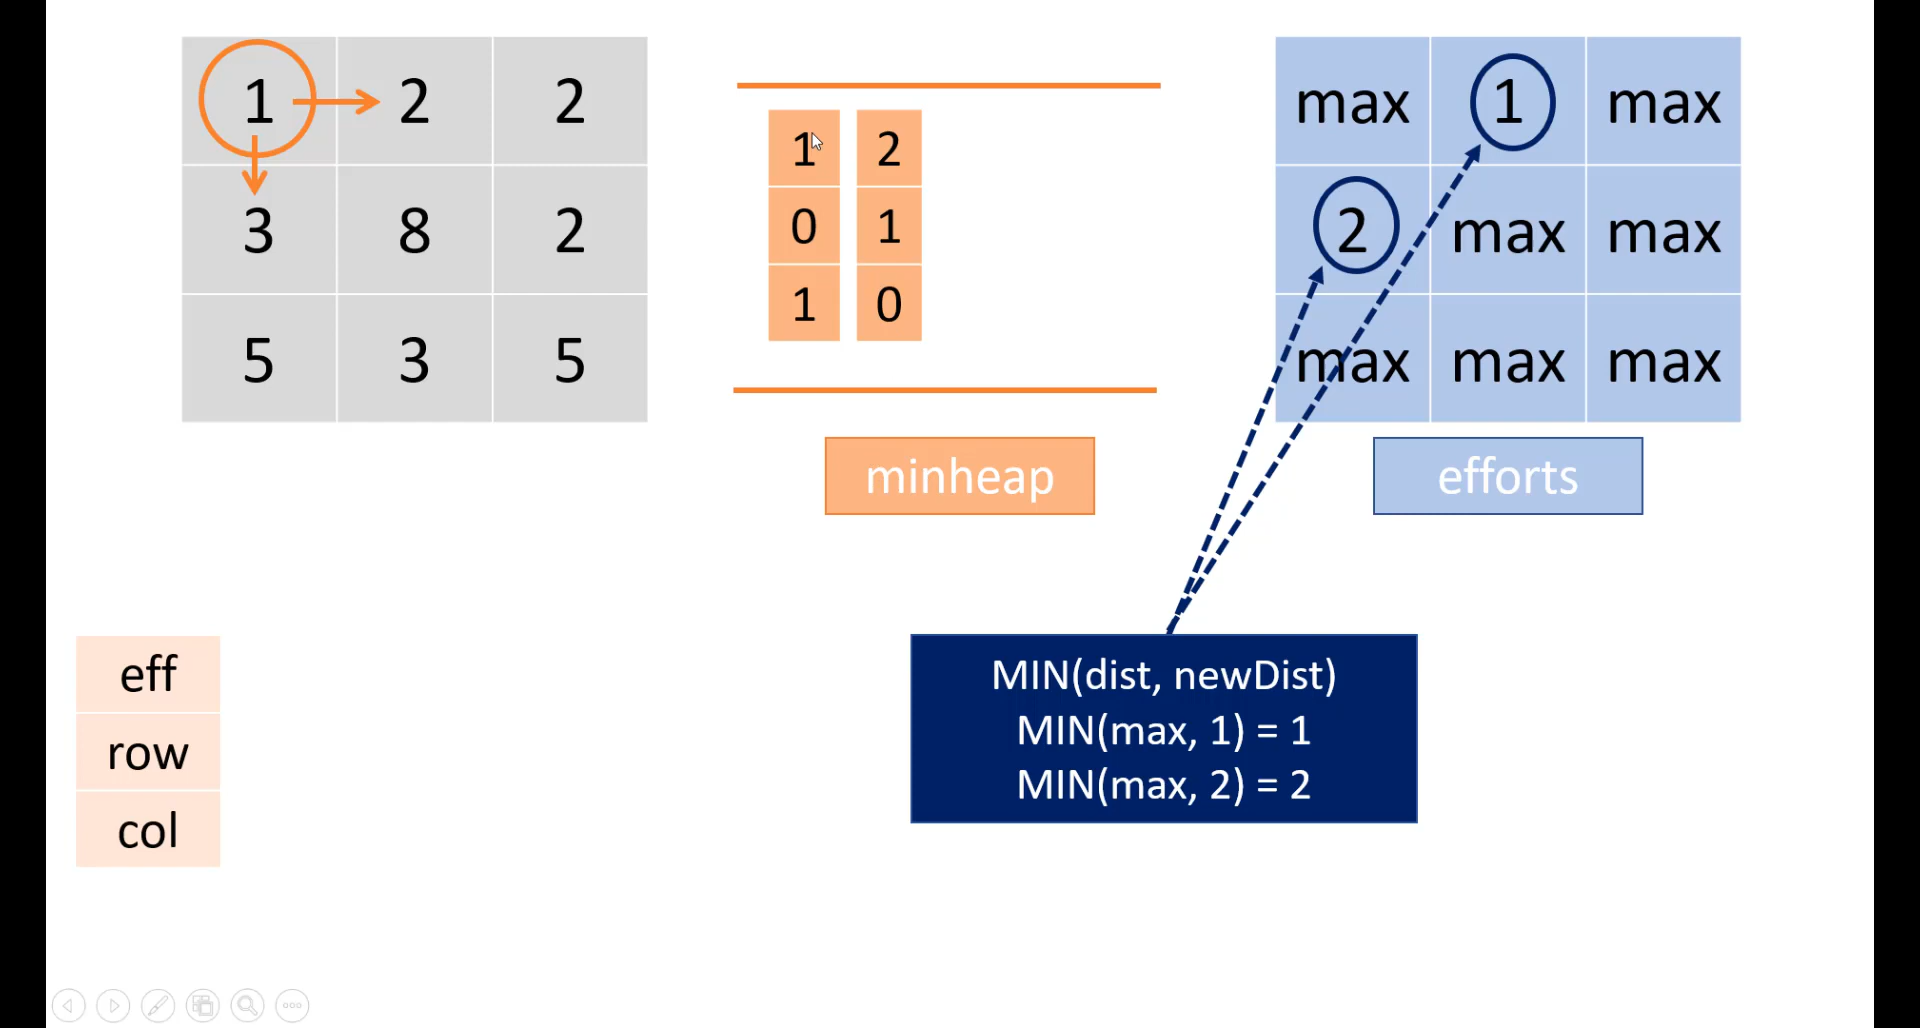 1 2 2
3 8 2
5 3 5
1 2
0 1
1 0
minheap
max 1 max
2 max max
max max max
efforts
eff
row
col
MIN(dist, newDist)
MIN(max, 1) = 1
MIN(max, 2) = 2